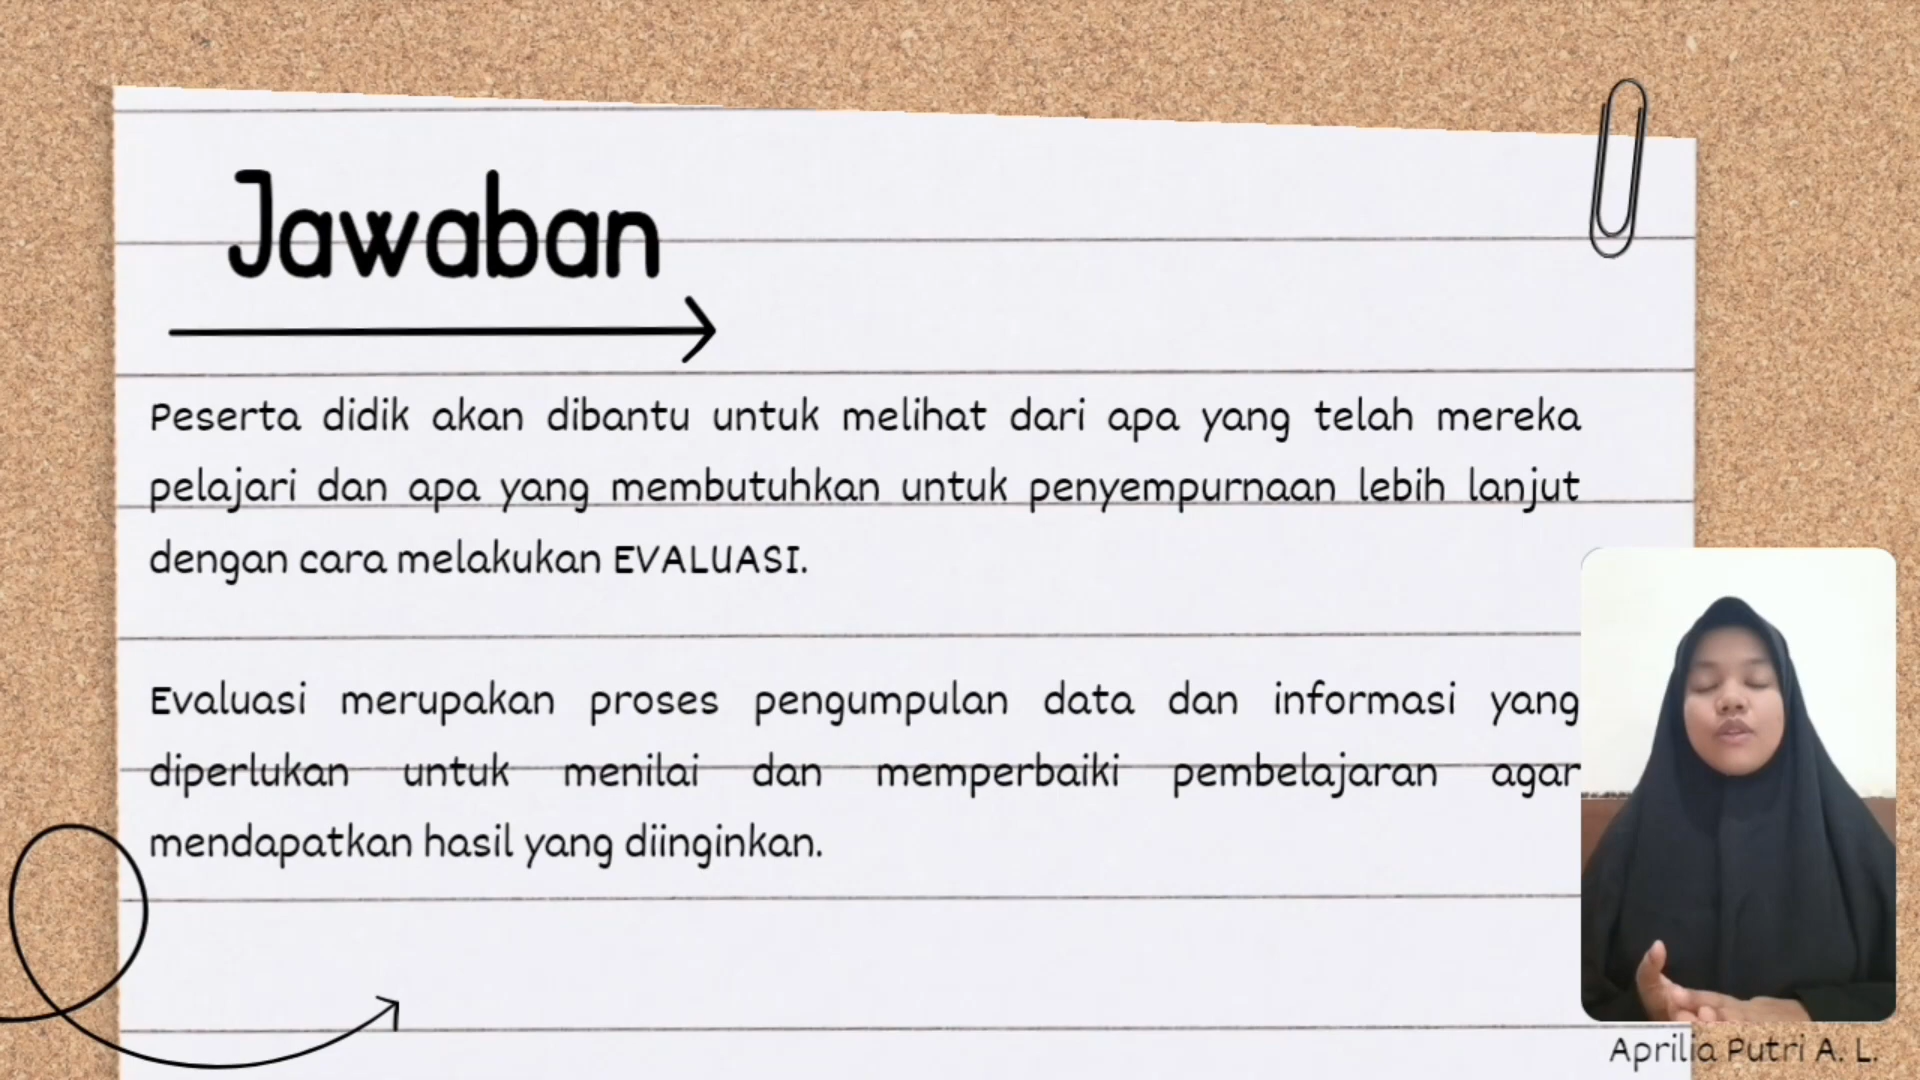 Jawaban
Peserta didik akan dibantu untuk melihat dari apa yang telah mereka
pelajari dan apa yang membutuhkan untuk penyempurnaan lebih lanjut
dengan cara melakukan EVALUASI.
Evaluasi merupakan proses pengumpulan data dan informasi yang
diperlukan untuk menilai dan memperbaiki pembelajaran agar
mendapatkan hasil yang diinginkan.
Aprilia Putri A. L.